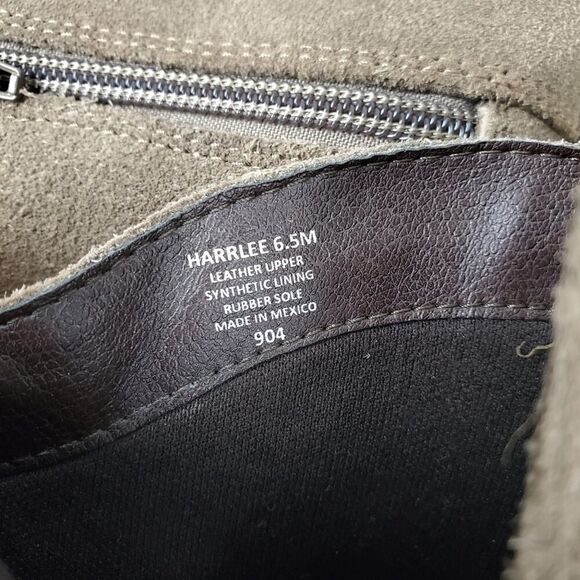 HARRLEE 6.5M
LEATHER UPPER
SYNTHETIC LINING
RUBBER SOLE
MADE IN MEXICO
904